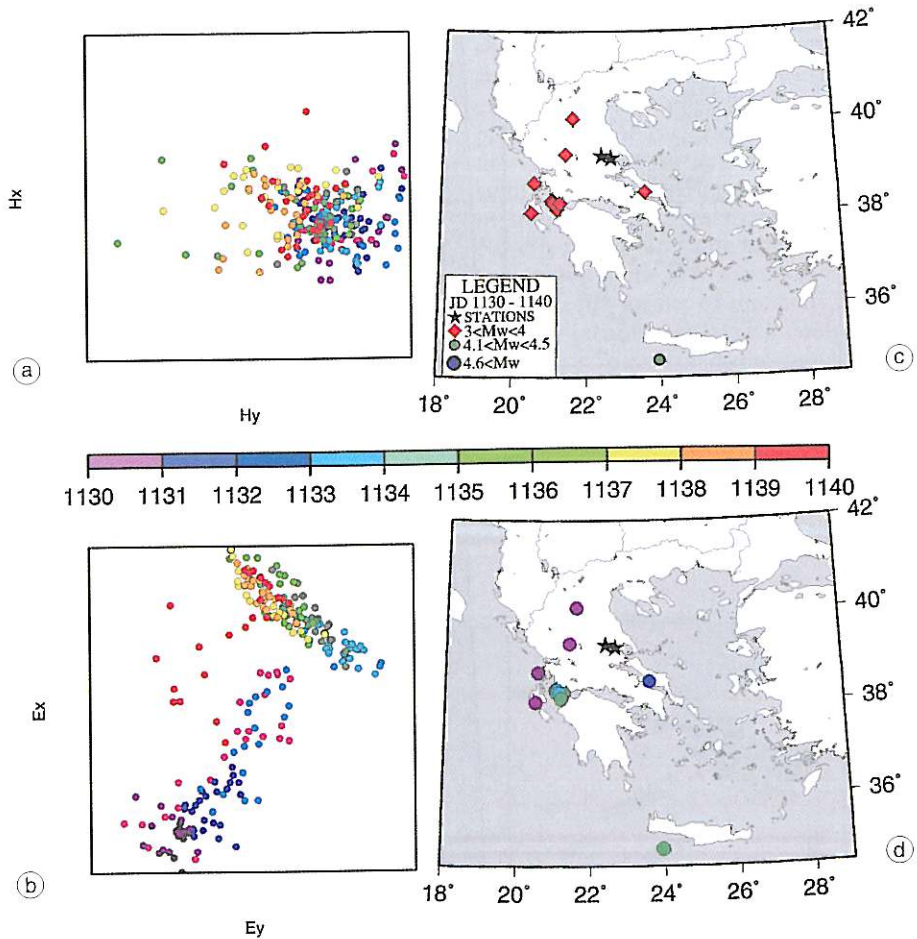 42°
40°
38°
36°
Hx
LEGEND
JD 1130 - 1140
STATIONS
3<Mw<4
4.1<Mw<4.5
4.6<Mw
a
c
18° 20° 22° 24° 26° 28°
Hy
1130 1131 1132 1133 1134 1135 1136 1137 1138 1139 1140
42°
40°
38°
36°
Ex
b
d
18° 20° 22° 24° 26° 28°
Ey